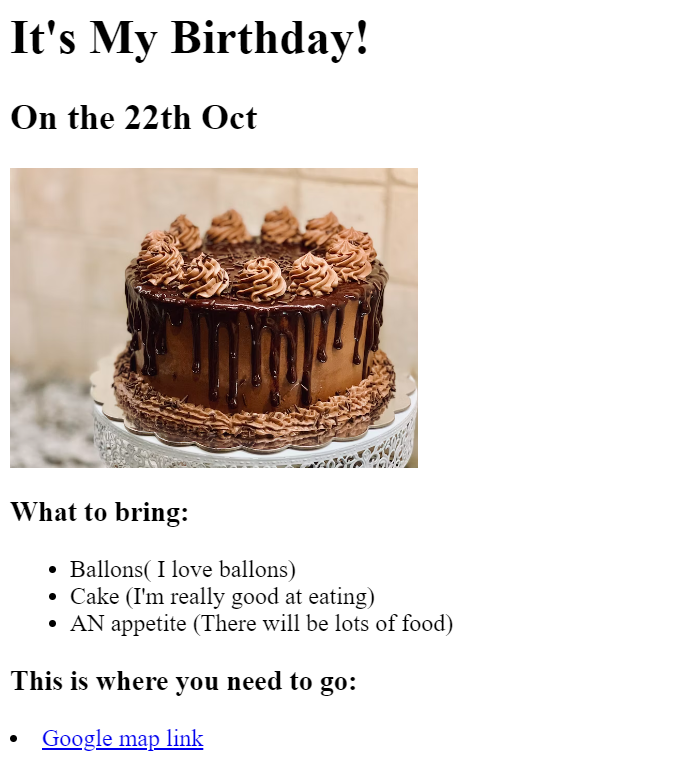 It's My Birthday!
On the 22th Oct
What to bring:
Ballons( I love ballons)
Cake (I'm really good at eating)
AN appetite (There will be lots of food)
This is where you need to go:
Google map link